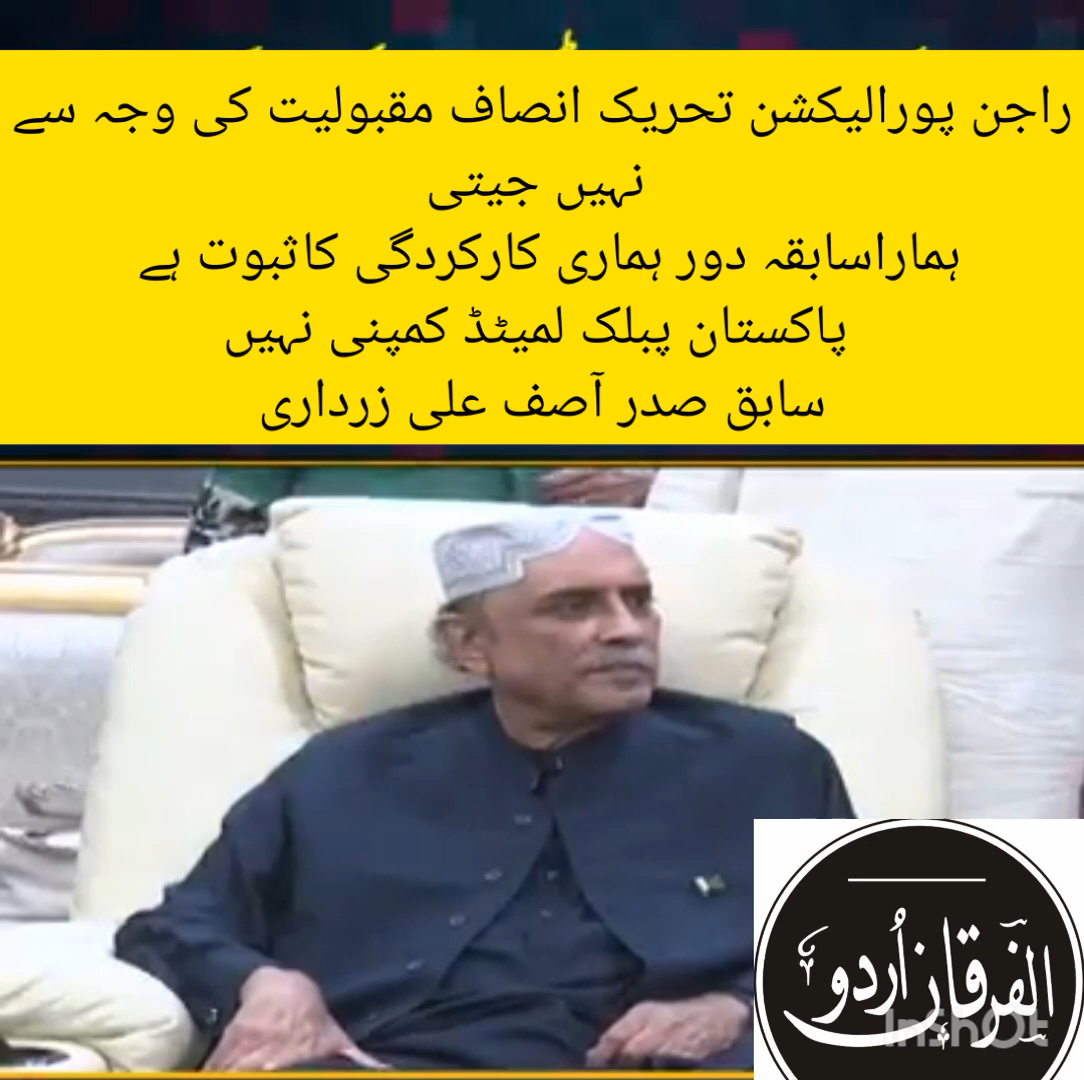 راجن پورالیکشن تحریک انصاف مقبولیت کی وجہ سے
نہیں جیتی
ہماراسابقہ دور ہماری کارکردگی کاثبوت ہے
پاکستان پبلک لمیٹڈ کمپنی نہیں
سابق صدر آصف علی زرداری
الفرقان اُردو
InShOt